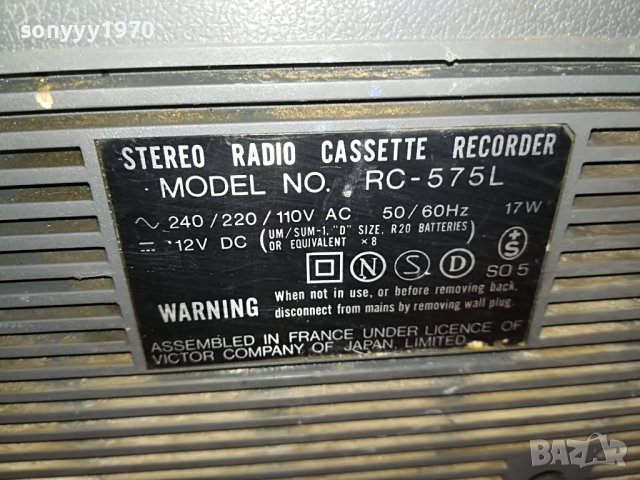 sonyyy1970
STEREO RADIO CASSETTE RECORDER
MODEL NO. RC-575L
∼ 240/220/110V AC 50/60Hz 17W
⎓ 12V DC (UM/SUM-1, "D" SIZE, R20 BATTERIES)
OR EQUIVALENT ×8
N S D SO 5
+S
WARNING When not in use, or before removing back,
disconnect from mains by removing wall plug.
ASSEMBLED IN FRANCE UNDER LICENCE OF
VICTOR COMPANY OF JAPAN, LIMITED
BAZAR